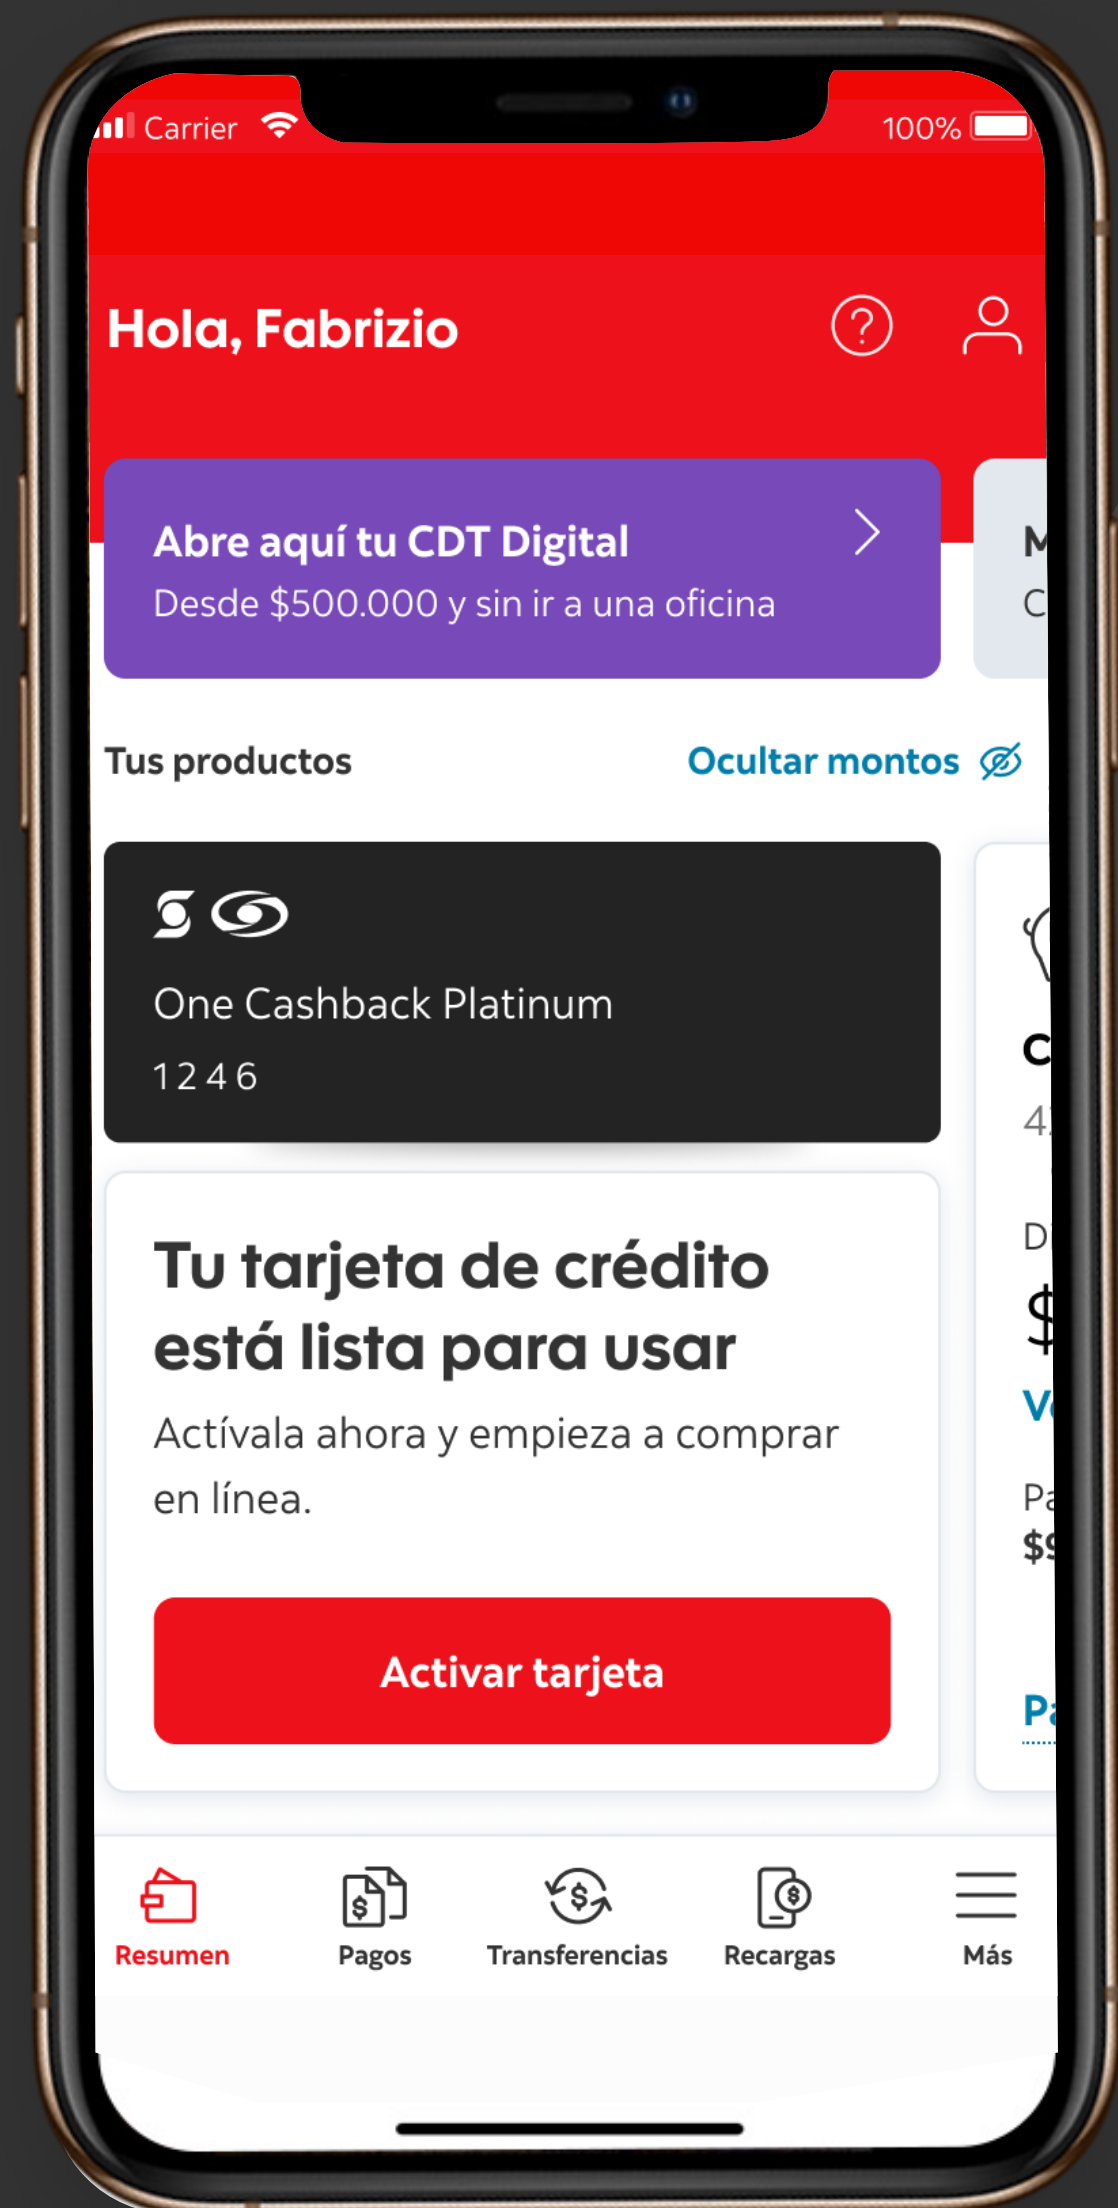 Carrier
100%
Hola, Fabrizio
Abre aquí tu CDT Digital
Desde $500.000 y sin ir a una oficina
Tus productos
Ocultar montos
One Cashback Platinum
1246
Tu tarjeta de crédito
está lista para usar
Actívala ahora y empieza a comprar
en línea.
Activar tarjeta
Resumen
Pagos
Transferencias
Recargas
Más